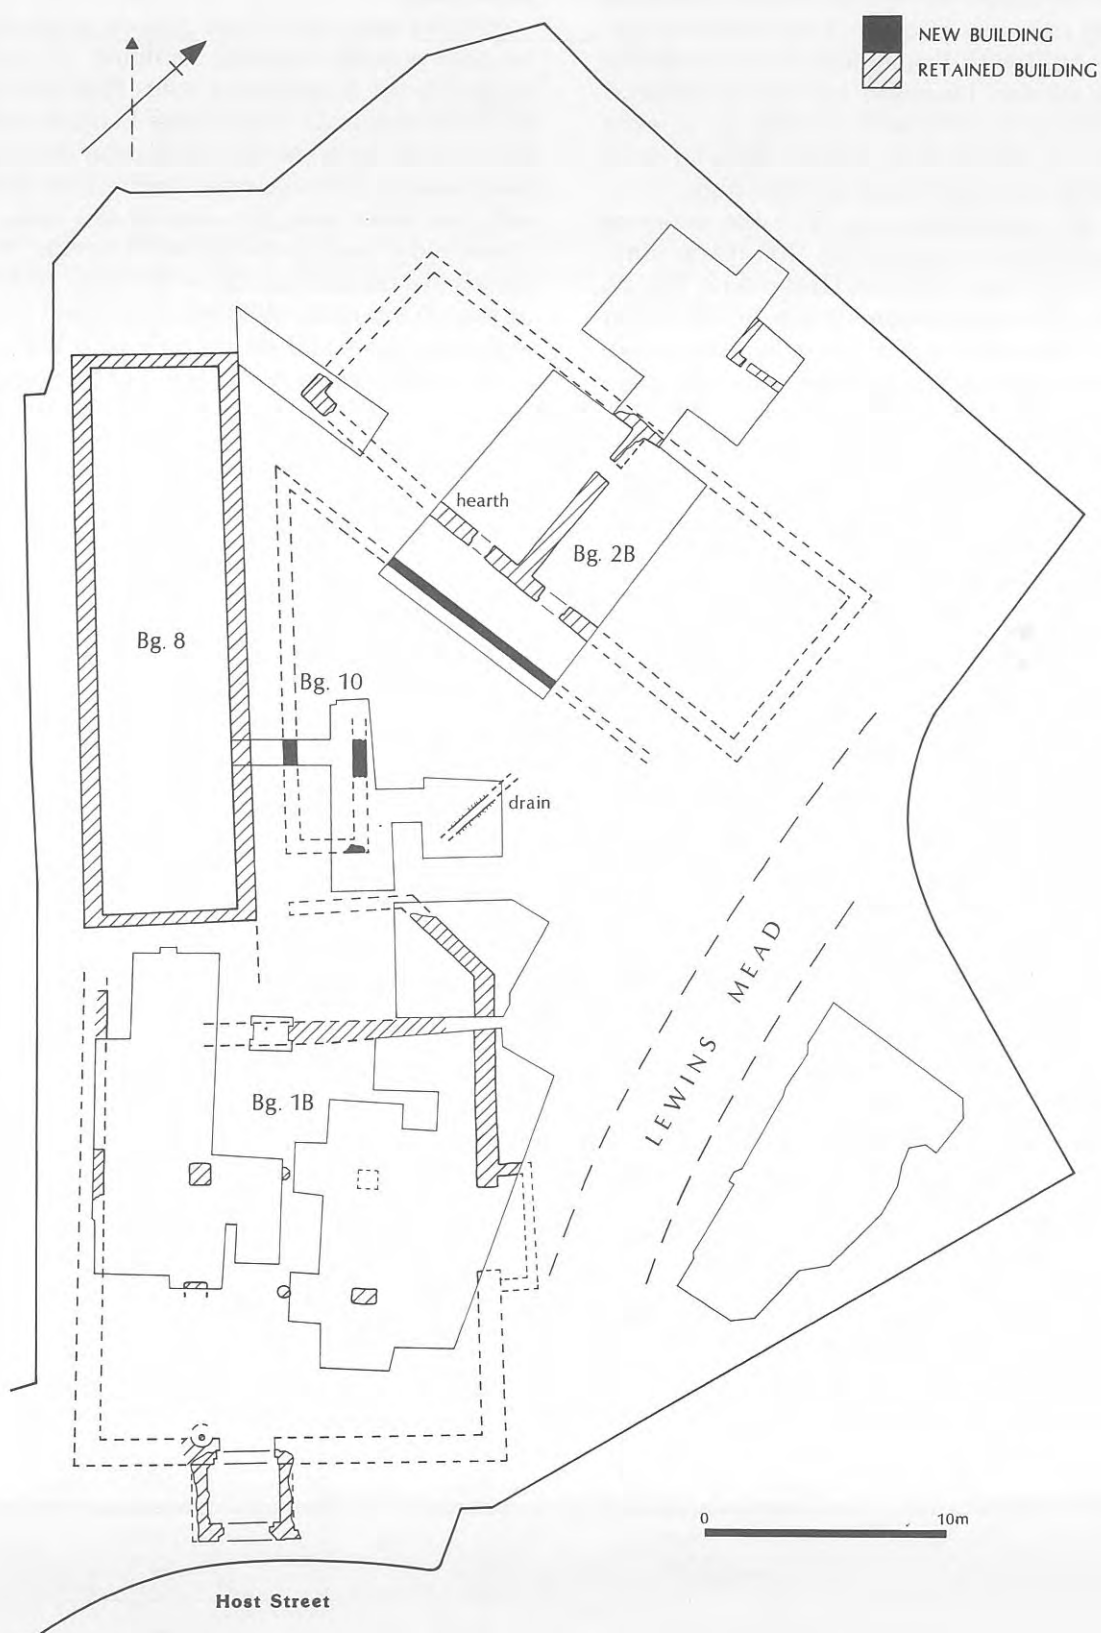 NEW BUILDING
RETAINED BUILDING
hearth
Bg. 2B
Bg. 8
Bg. 10
drain
LEWINS MEAD
Bg. 1B
0 10m
Host Street